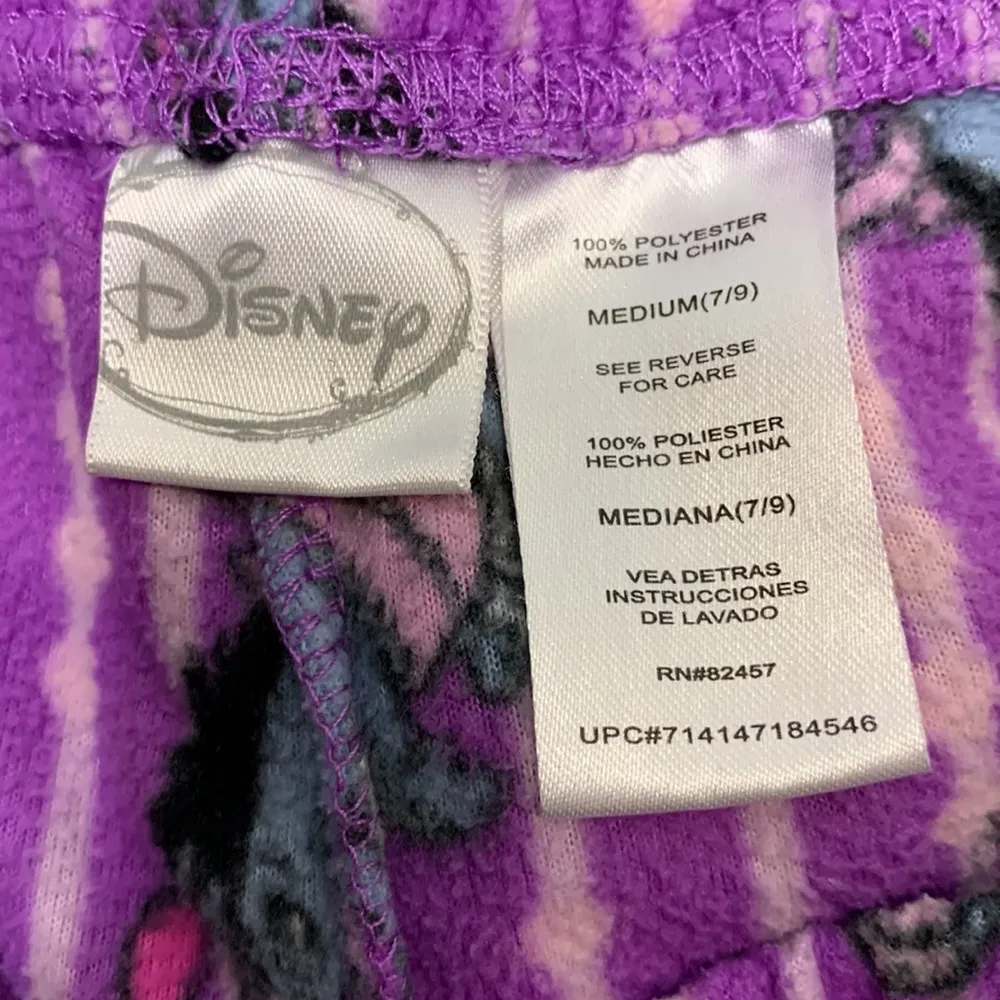 Disney
100% POLYESTER
MADE IN CHINA
MEDIUM(7/9)
SEE REVERSE
FOR CARE
100% POLIESTER
HECHO EN CHINA
MEDIANA(7/9)
VEA DETRAS
INSTRUCCIONES
DE LAVADO
RN#82457
UPC#714147184546